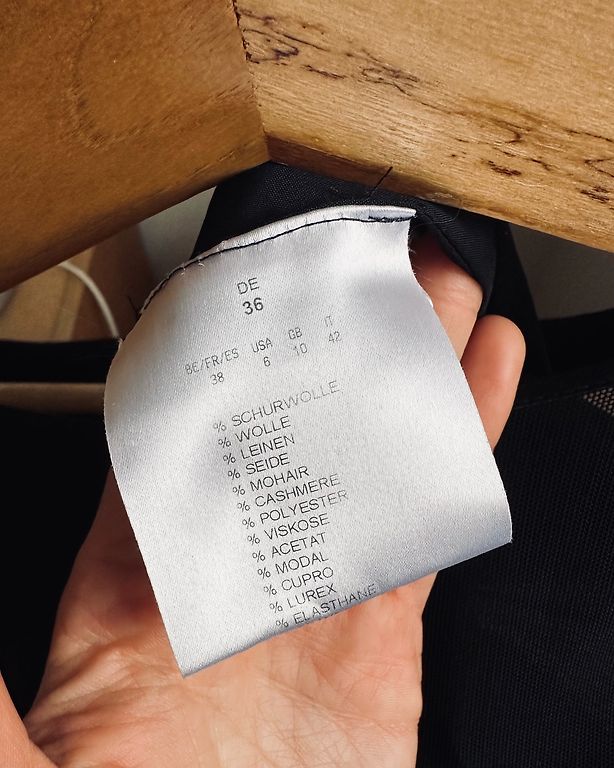 DE
36
BE/FR/ES USA GB IT
38 6 10 42
% SCHURWOLLE
% WOLLE
% LEINEN
% SEIDE
% MOHAIR
% CASHMERE
% POLYESTER
% VISKOSE
% ACETAT
% MODAL
% CUPRO
% LUREX
% ELASTHANE